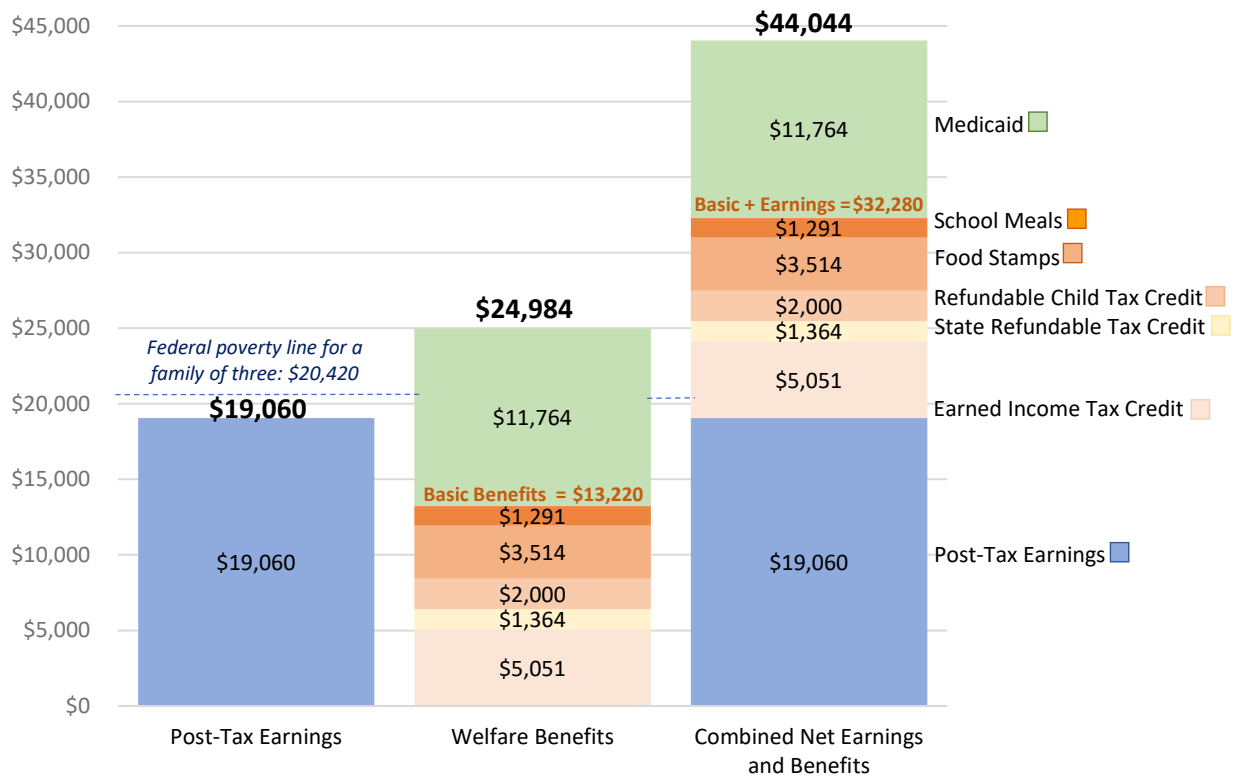 $45,000
$40,000
$35,000
$30,000
$25,000
$20,000
$15,000
$10,000
$5,000
$0
Federal poverty line for a
family of three: $20,420
$19,060
$19,060
$24,984
$11,764
Basic Benefits = $13,220
$1,291
$3,514
$2,000
$1,364
$5,051
$44,044
$11,764
Basic + Earnings = $32,280
$1,291
$3,514
$2,000
$1,364
$5,051
$19,060
Medicaid
School Meals
Food Stamps
Refundable Child Tax Credit
State Refundable Tax Credit
Earned Income Tax Credit
Post-Tax Earnings
Post-Tax Earnings
Welfare Benefits
Combined Net Earnings
and Benefits